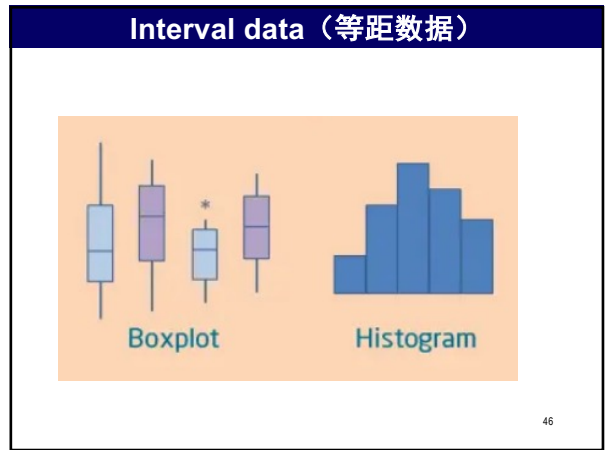 Interval data（等距数据）
*
Boxplot
Histogram
46